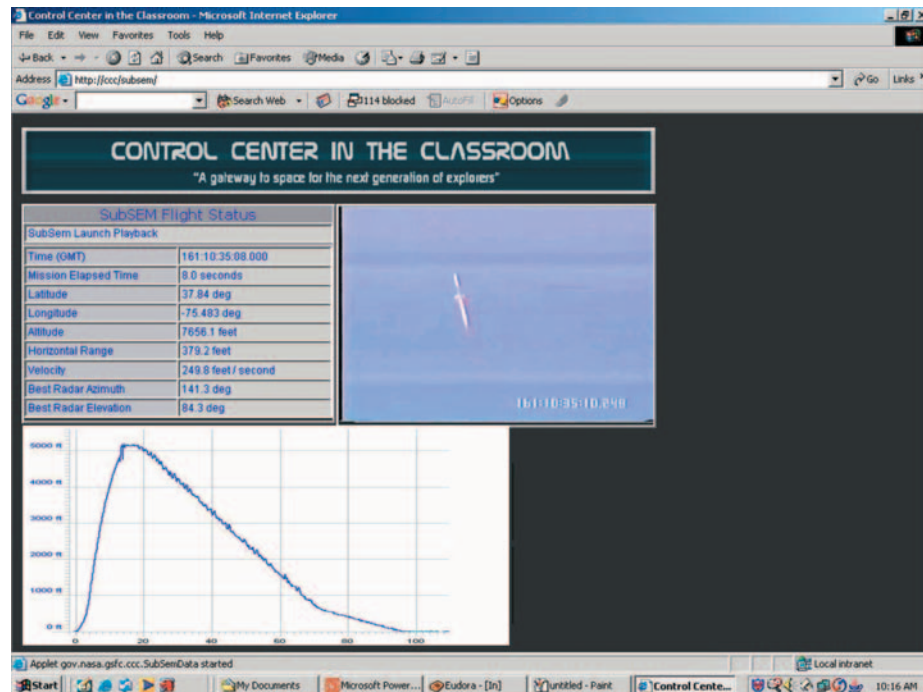 Control Center in the Classroom - Microsoft Internet Explorer
File Edit View Favorites Tools Help
Back Search Favorites Media
Address http://ccc/subsem/ Go Links
Google Search Web 114 blocked AutoFill Options
CONTROL CENTER IN THE CLASSROOM
"A gateway to space for the next generation of explorers"
SubSEM Flight Status
SubSem Launch Playback
Time (GMT) 161:10:35:08.000
Mission Elapsed Time 8.0 seconds
Latitude 37.84 deg
Longitude -75.483 deg
Altitude 7656.1 feet
Horizontal Range 379.2 feet
Velocity 249.8 feet / second
Best Radar Azimuth 141.3 deg
Best Radar Elevation 84.3 deg
161:10:35:10.248
5000 ft
4000 ft
3000 ft
2000 ft
1000 ft
0 ft
0 20 40 60 80 100
Applet gov.nasa.gsfc.ccc.SubSemData started Local intranet
Start My Documents Microsoft Power... Eudora - [In] untitled - Paint Control Cente... 10:16 AM